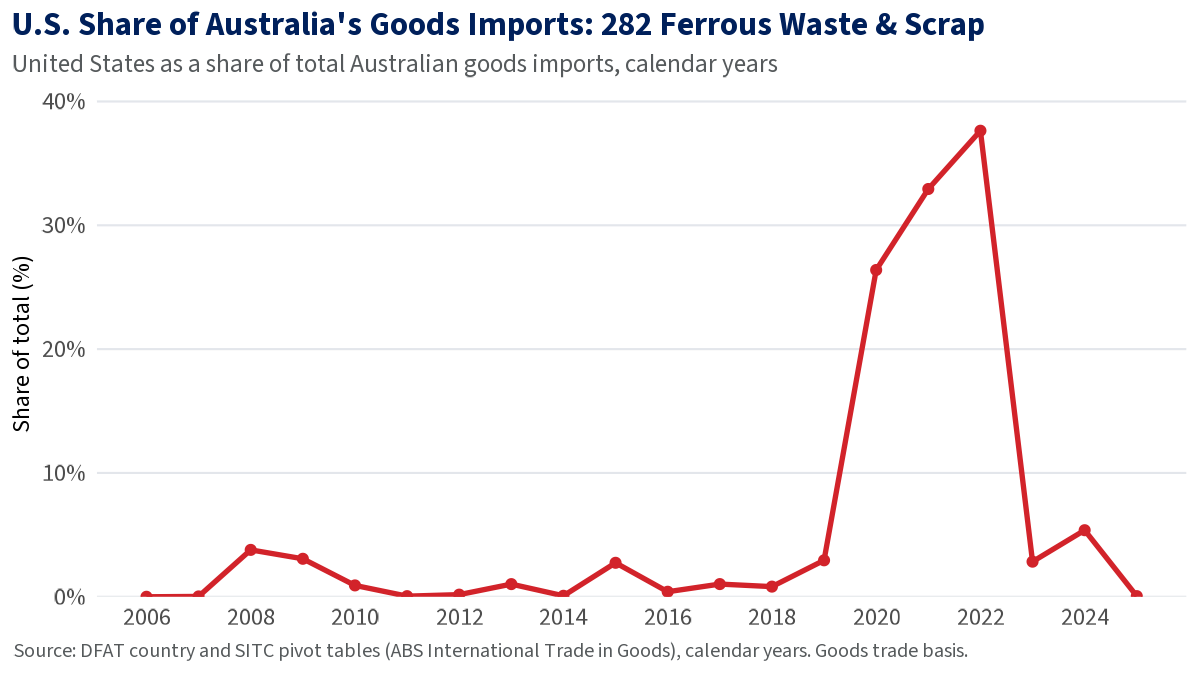 U.S. Share of Australia's Goods Imports: 282 Ferrous Waste & Scrap
United States as a share of total Australian goods imports, calendar years
Share of total (%)
40%
30%
20%
10%
0%
2006 2008 2010 2012 2014 2016 2018 2020 2022 2024
Source: DFAT country and SITC pivot tables (ABS International Trade in Goods), calendar years. Goods trade basis.